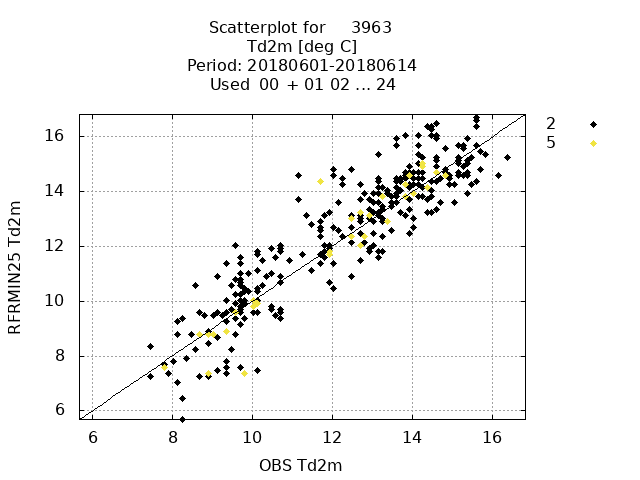 Scatterplot for 3963
Td2m [deg C]
Period: 20180601-20180614
Used 00 + 01 02 ... 24
2
5
RFRMIN25 Td2m
16
14
12
10
8
6
6 8 10 12 14 16
OBS Td2m